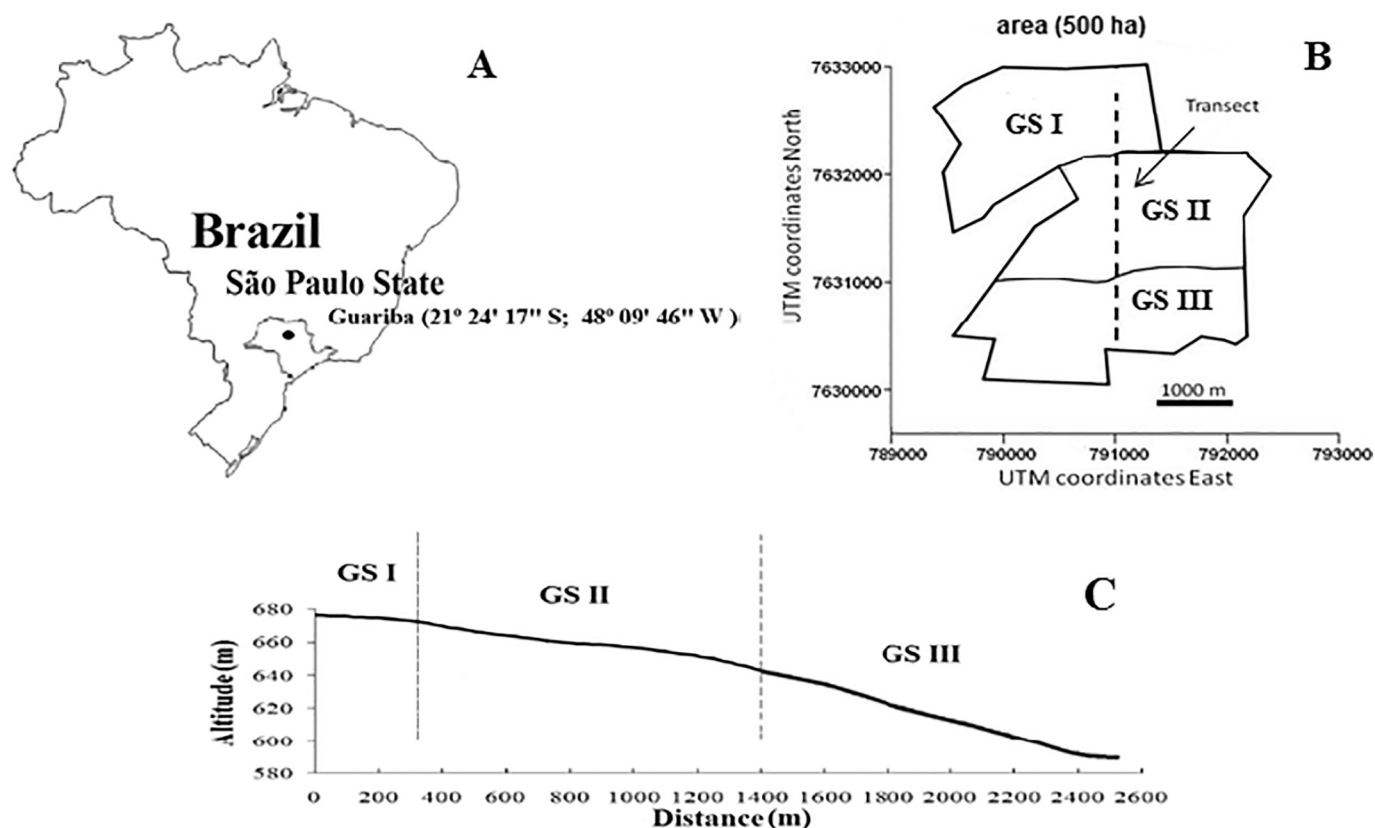 A
Brazil
São Paulo State
Guariba (21° 24' 17" S; 48° 09' 46" W )
area (500 ha)
B
7633000
7632000
7631000
7630000
UTM coordinates North
GS I
Transect
GS II
GS III
1000 m
789000 790000 791000 792000 793000
UTM coordinates East
C
GS I
GS II
GS III
680
660
640
620
600
580
Altitude (m)
0 200 400 600 800 1000 1200 1400 1600 1800 2000 2200 2400 2600
Distance (m)